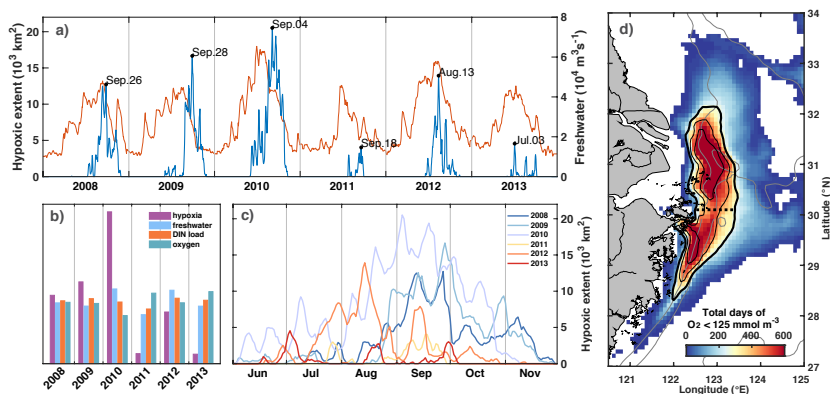 a)
Hypoxic extent (10³ km²)
20
15
10
5
0
Sep.26
Sep.28
Sep.04
Sep.18
Aug.13
Jul.03
8
6
4
2
0
Freshwater (10⁴ m³s⁻¹)
2008 2009 2010 2011 2012 2013
b)
hypoxia
freshwater
DIN load
oxygen
2008 2009 2010 2011 2012 2013
c)
2008
2009
2010
2011
2012
2013
20
15
10
5
0
Hypoxic extent (10³ km²)
Jun Jul Aug Sep Oct Nov
d)
34
33
32
31
30
29
28
27
Latitude (°N)
Total days of
O₂ < 125 mmol m⁻³
0 200 400 600
121 122 123 124 125
Longitude (°E)